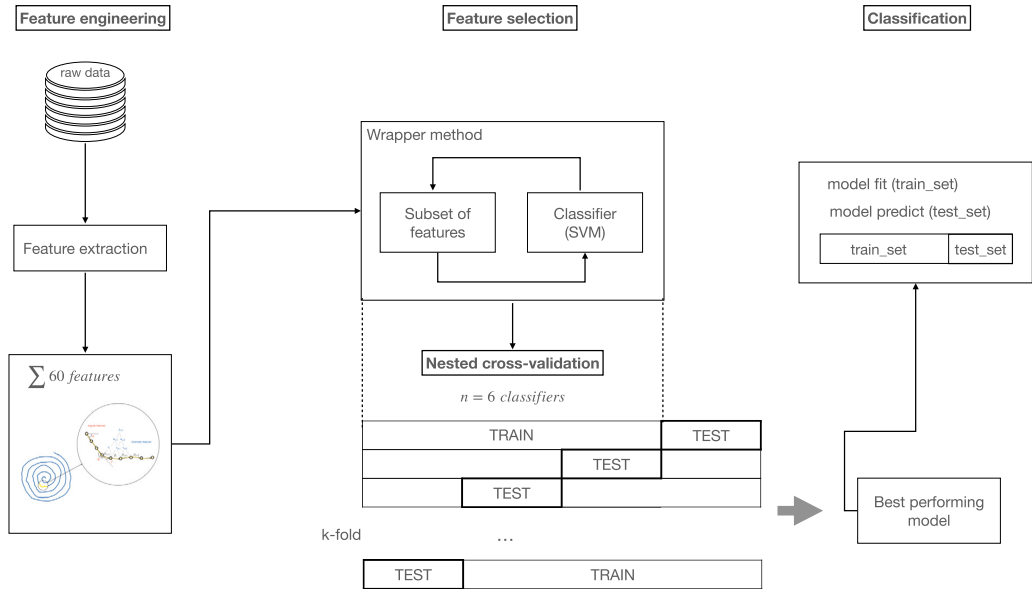 Feature engineering
raw data
Feature extraction
∑ 60 features
Feature selection
Wrapper method
Subset of
features
Classifier
(SVM)
Nested cross-validation
n = 6 classifiers
TRAIN
TEST
TEST
TEST
k-fold
...
TEST
TRAIN
Classification
model fit (train_set)
model predict (test_set)
train_set
test_set
Best performing
model